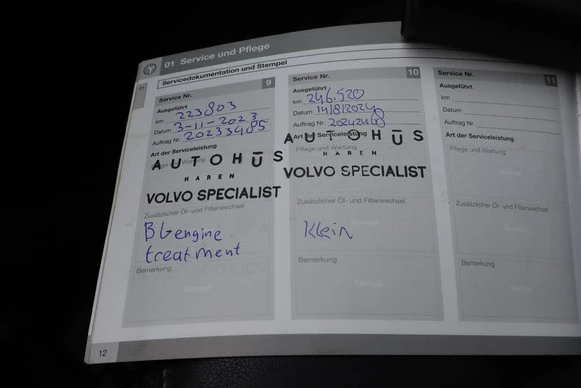 01 Service und Pflege
Servicedokumentation und Stempel
9
Service Nr.
Ausgeführt
km 223803
Datum 3-11-2023
Auftrag Nr. 20233485
Art der Serviceleistung
AUTOHŪS
HAREN
VOLVO SPECIALIST
Zusätzlicher Öl- und Filterwechsel
BG engine
treatment
Bemerkung
10
Service Nr.
Ausgeführt
km 246.520
Datum 14/8/2024
Auftrag Nr.
Art der Serviceleistung
AUTOHŪS
Pflege und Wartung
HAREN
VOLVO SPECIALIST
Zusätzlicher Öl- und Filterwechsel
Klein
Bemerkung
11
Service Nr.
Ausgeführt
km
Datum
Auftrag Nr.
Art der Serviceleistung
Pflege und Wartung
Zusätzlicher Öl- und Filterwechsel
Bemerkung
12